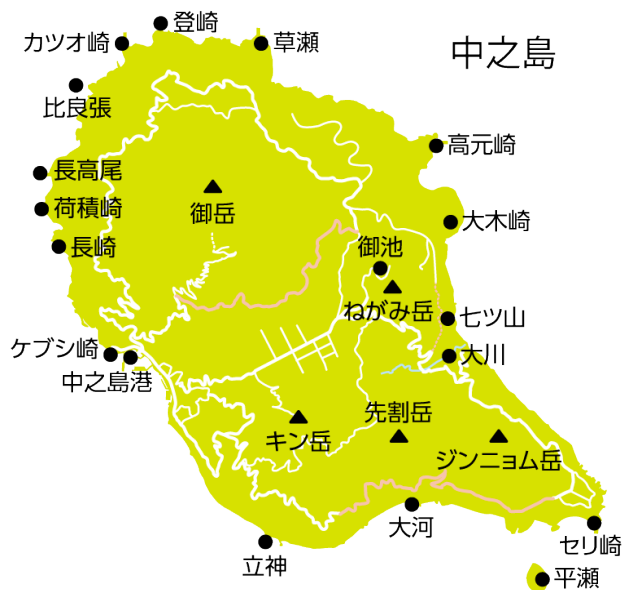 登崎
カツオ崎
草瀬
中之島
比良張
高元崎
長高尾
御岳
荷積崎
大木崎
長崎
御池
ねがみ岳
七ツ山
ケブシ崎
大川
中之島港
先割岳
キン岳
ジンニョム岳
大河
セリ崎
立神
平瀬